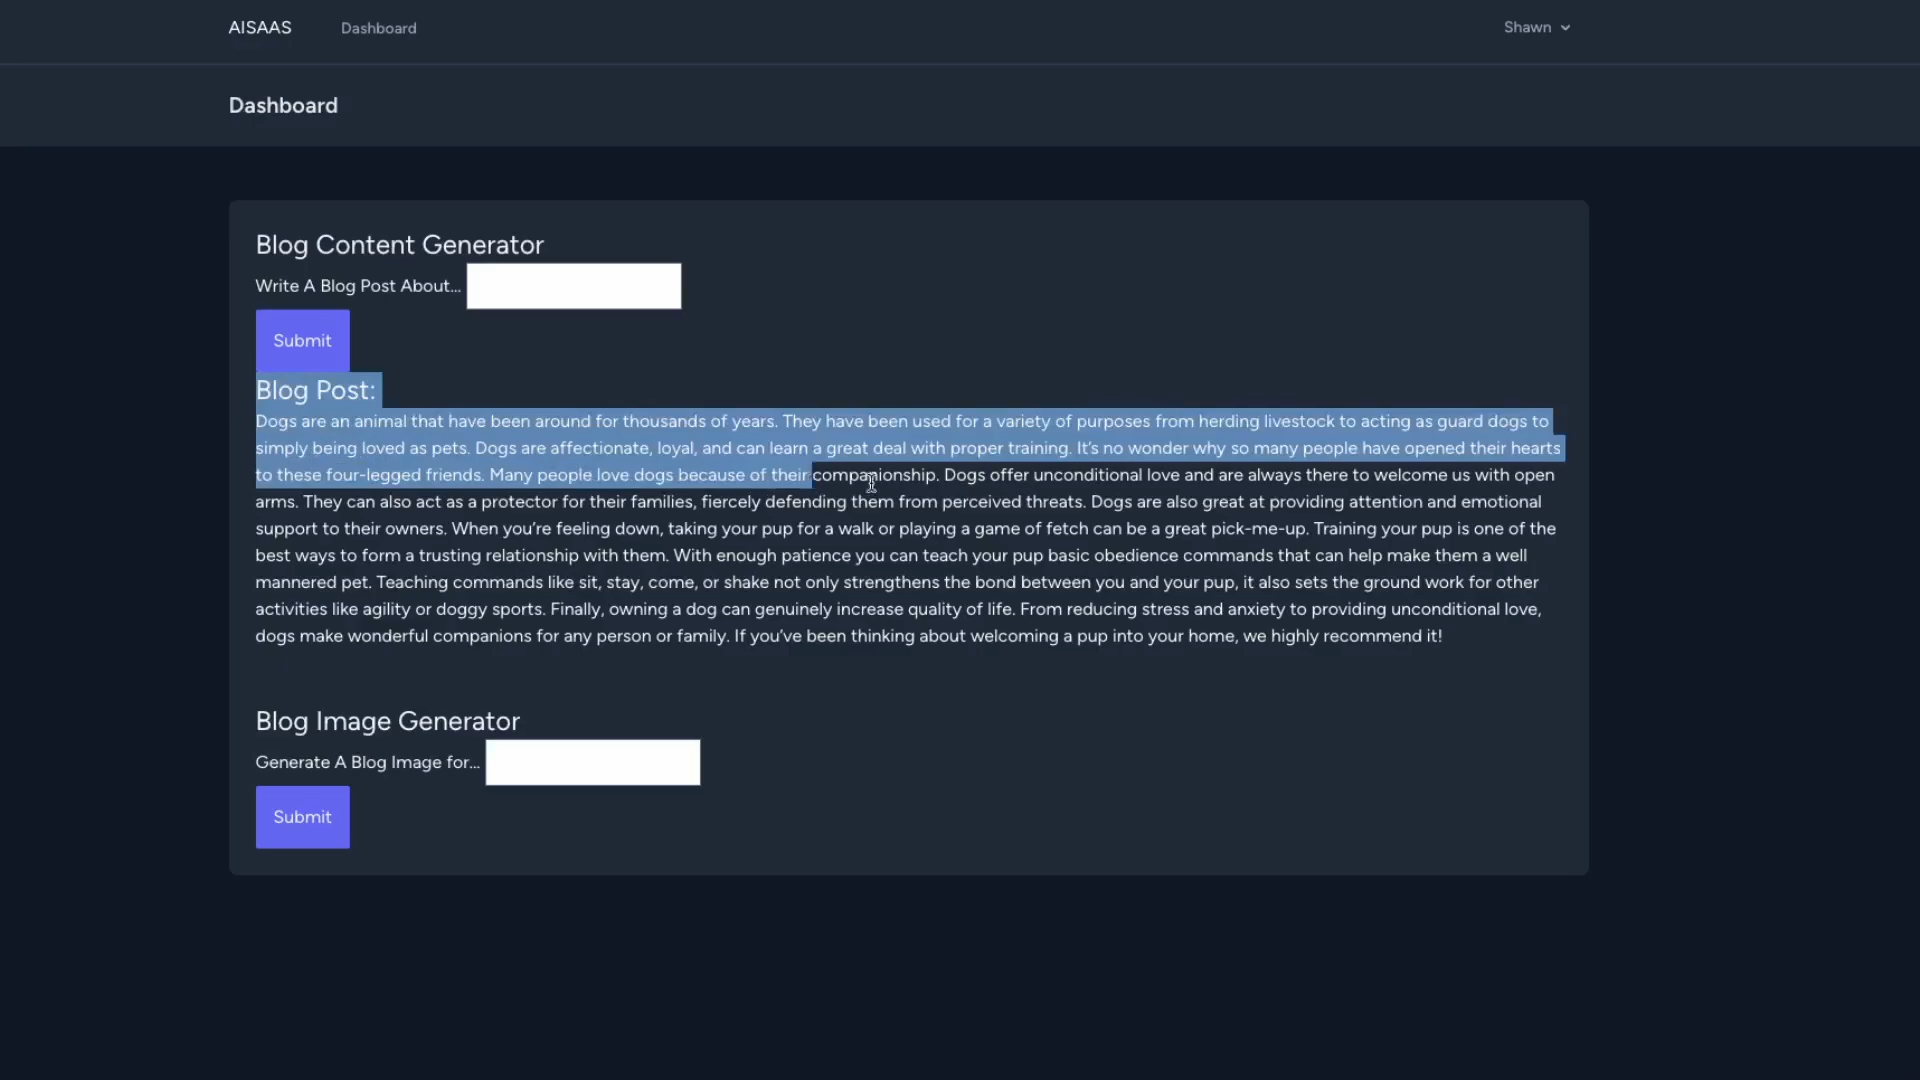 AISAAS
Dashboard
Shawn
Dashboard
Blog Content Generator
Write A Blog Post About...
Submit
Blog Post:
Dogs are an animal that have been around for thousands of years. They have been used for a variety of purposes from herding livestock to acting as guard dogs to
simply being loved as pets. Dogs are affectionate, loyal, and can learn a great deal with proper training. It's no wonder why so many people have opened their hearts
to these four-legged friends. Many people love dogs because of their companionship. Dogs offer unconditional love and are always there to welcome us with open
arms. They can also act as a protector for their families, fiercely defending them from perceived threats. Dogs are also great at providing attention and emotional
support to their owners. When you're feeling down, taking your pup for a walk or playing a game of fetch can be a great pick-me-up. Training your pup is one of the
best ways to form a trusting relationship with them. With enough patience you can teach your pup basic obedience commands that can help make them a well
mannered pet. Teaching commands like sit, stay, come, or shake not only strengthens the bond between you and your pup, it also sets the ground work for other
activities like agility or doggy sports. Finally, owning a dog can genuinely increase quality of life. From reducing stress and anxiety to providing unconditional love,
dogs make wonderful companions for any person or family. If you've been thinking about welcoming a pup into your home, we highly recommend it!
Blog Image Generator
Generate A Blog Image for...
Submit